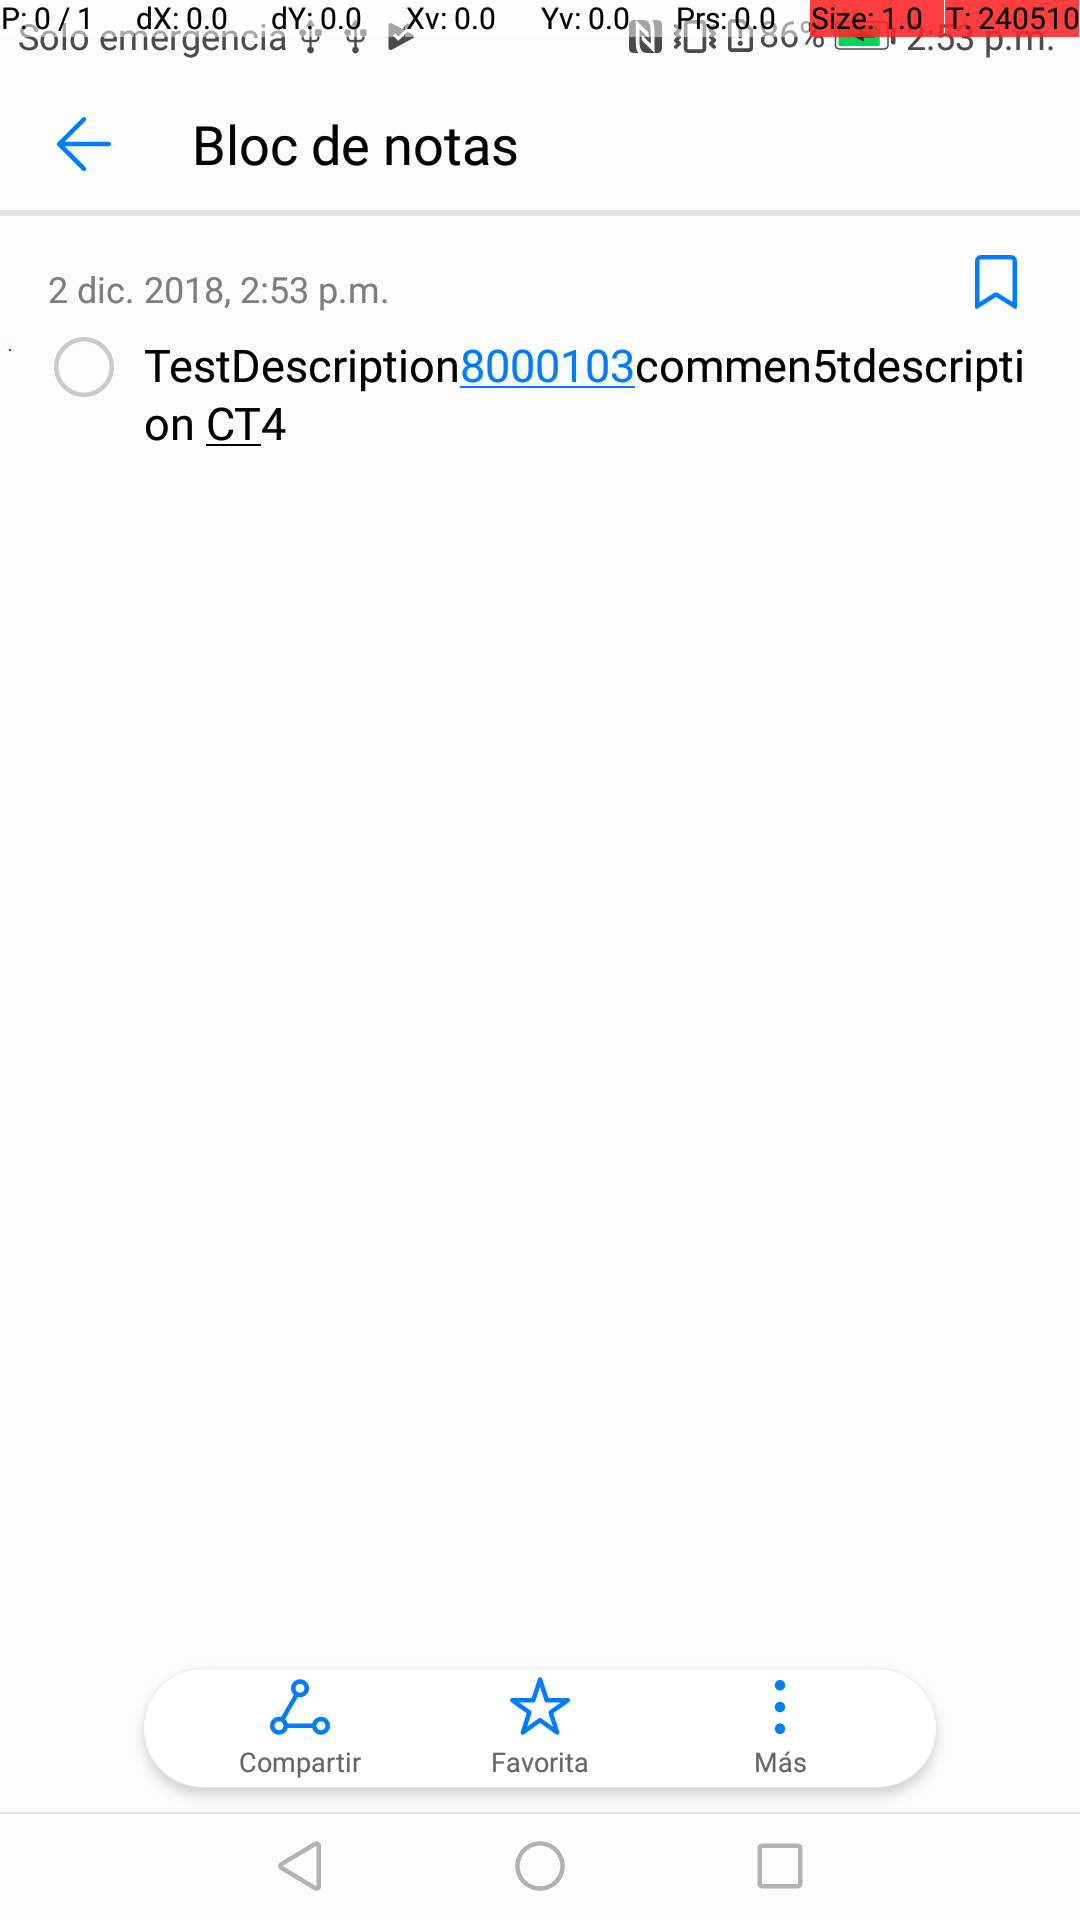 P: 0 / 1 dX: 0.0 dY: 0.0 Xv: 0.0 Yv: 0.0 Prs: 0.0 Size: 1.0 T: 240510
Solo emergencia 86% 2:53 p.m.
Bloc de notas
2 dic. 2018, 2:53 p.m.
TestDescription8000103commen5tdescripti
on CT4
Compartir Favorita Más